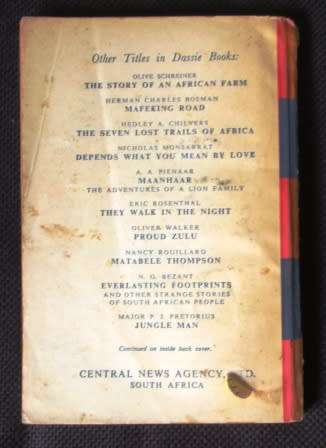 Other Titles in Dassie Books:
OLIVE SCHREINER
THE STORY OF AN AFRICAN FARM
HERMAN CHARLES BOSMAN
MAFEKING ROAD
HEDLEY A. CHILVERS
THE SEVEN LOST TRAILS OF AFRICA
NICHOLAS MONSARRAT
DEPENDS WHAT YOU MEAN BY LOVE
A. A. PIENAAR
MAANHAAR
THE ADVENTURES OF A LION FAMILY
ERIC ROSENTHAL
THEY WALK IN THE NIGHT
OLIVER WALKER
PROUD ZULU
NANCY ROUILLARD
MATABELE THOMPSON
N. G. BEZANT
EVERLASTING FOOTPRINTS
AND OTHER STRANGE STORIES
OF SOUTH AFRICAN PEOPLE
MAJOR P. J. PRETORIUS
JUNGLE MAN
Continued on inside back cover.
CENTRAL NEWS AGENCY, LTD.
SOUTH AFRICA